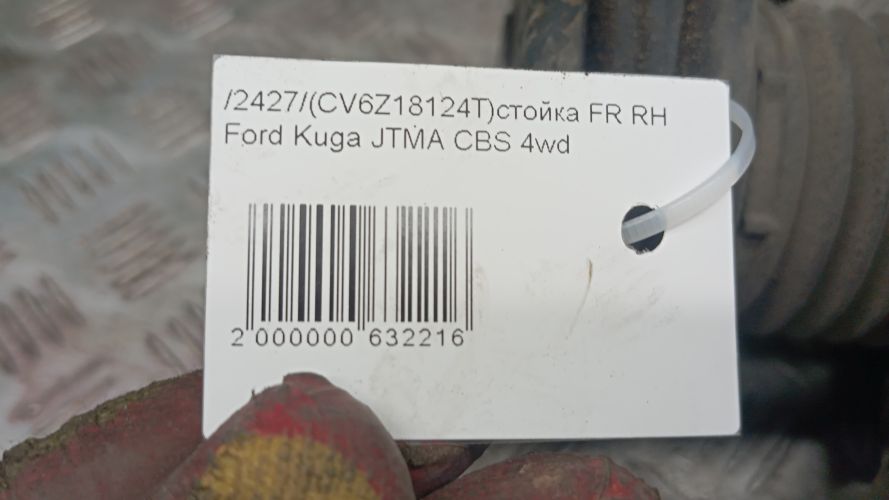 /2427/(CV6Z18124T)стойка FR RH
Ford Kuga JTMA CBS 4wd
2 000000 632216